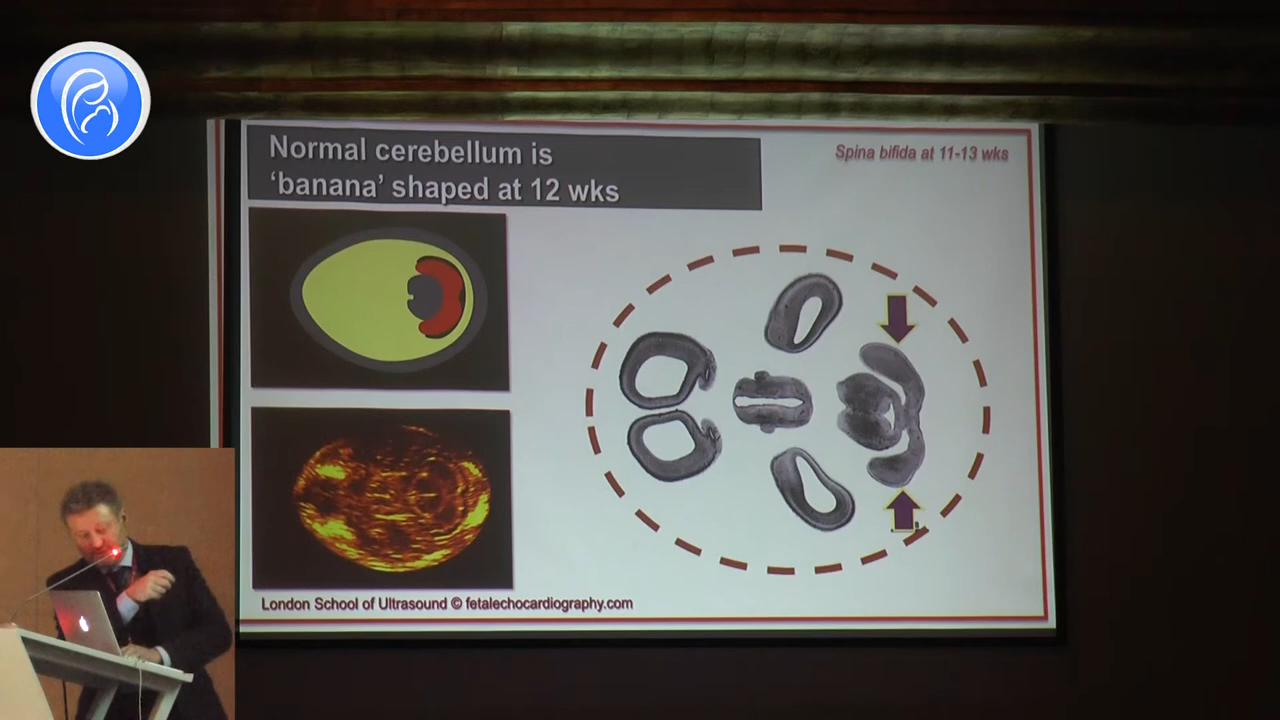 Normal cerebellum is
‘banana’ shaped at 12 wks
Spina bifida at 11-13 wks
London School of Ultrasound © fetalechocardiography.com